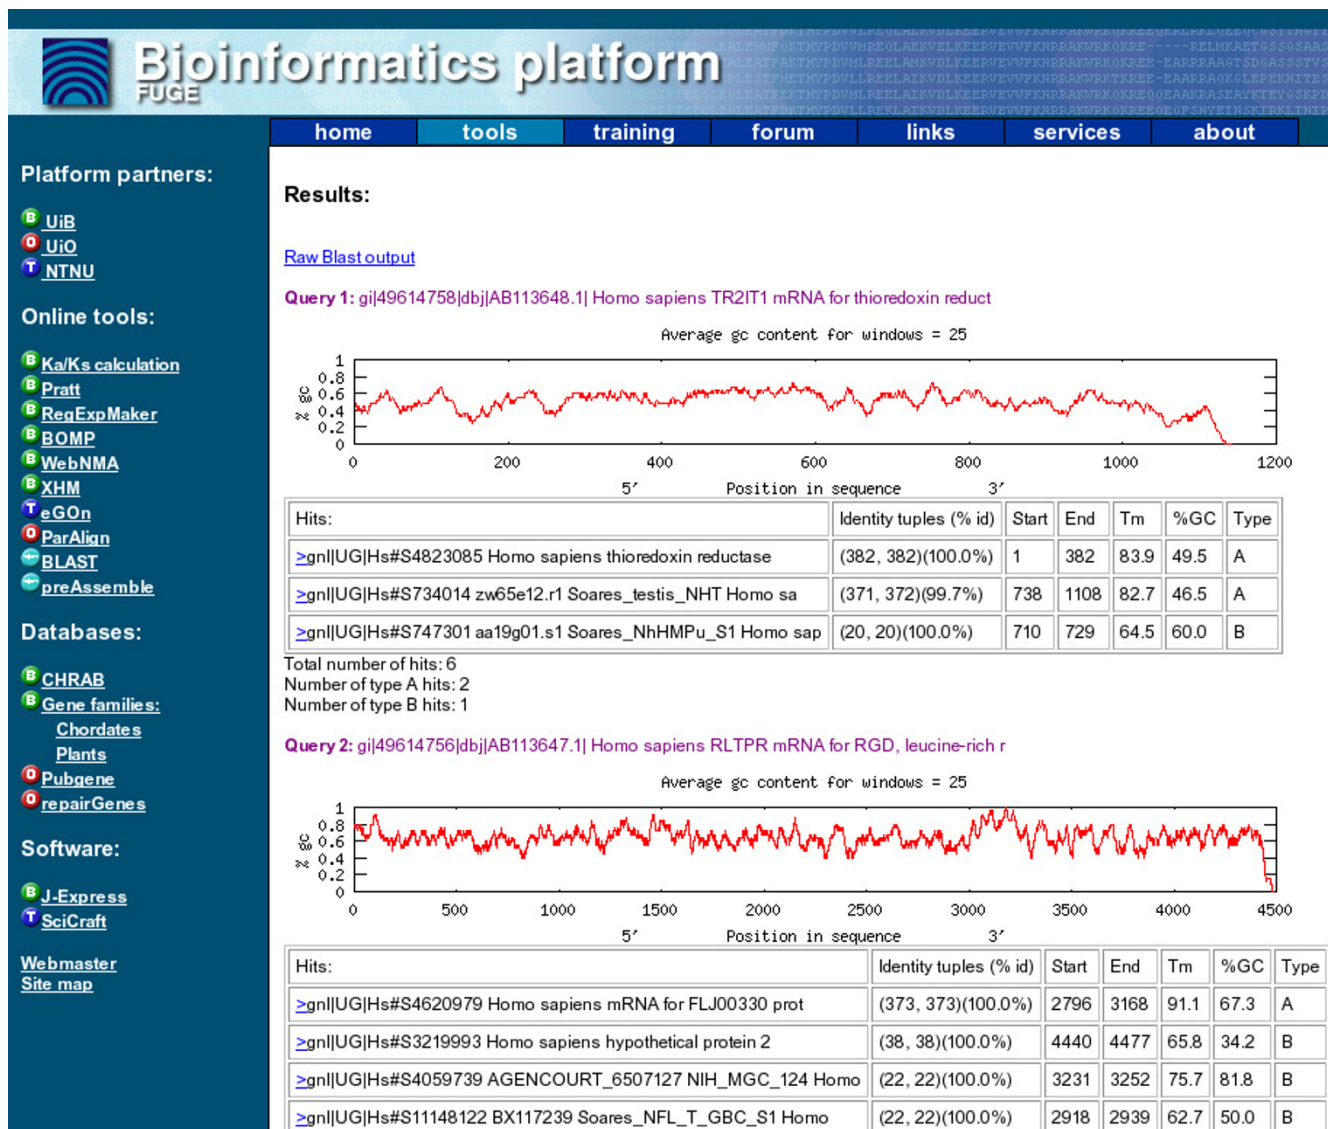 Bioinformatics platform
FUGE
home tools training forum links services about
Platform partners:
B UiB
O UiO
T NTNU
Online tools:
B Ka/Ks calculation
B Pratt
B RegExpMaker
B BOMP
B WebNMA
B XHM
T eGOn
O ParAlign
BLAST
preAssemble
Databases:
B CHRAB
B Gene families:
Chordates
Plants
O Pubgene
O repairGenes
Software:
B J-Express
T SciCraft
Webmaster
Site map
Results:
Raw Blast output
Query 1: gi|49614758|dbj|AB113648.1| Homo sapiens TR2IT1 mRNA for thioredoxin reduct
Average gc content for windows = 25
% gc
1
0.8
0.6
0.4
0.2
0
0 200 400 600 800 1000 1200
5′ Position in sequence 3′
Hits: Identity tuples (% id) Start End Tm %GC Type
>gnl|UG|Hs#S4823085 Homo sapiens thioredoxin reductase (382, 382)(100.0%) 1 382 83.9 49.5 A
>gnl|UG|Hs#S734014 zw65e12.r1 Soares_testis_NHT Homo sa (371, 372)(99.7%) 738 1108 82.7 46.5 A
>gnl|UG|Hs#S747301 aa19g01.s1 Soares_NhHMPu_S1 Homo sap (20, 20)(100.0%) 710 729 64.5 60.0 B
Total number of hits: 6
Number of type A hits: 2
Number of type B hits: 1
Query 2: gi|49614756|dbj|AB113647.1| Homo sapiens RLTPR mRNA for RGD, leucine-rich r
Average gc content for windows = 25
% gc
1
0.8
0.6
0.4
0.2
0
0 500 1000 1500 2000 2500 3000 3500 4000 4500
5′ Position in sequence 3′
Hits: Identity tuples (% id) Start End Tm %GC Type
>gnl|UG|Hs#S4620979 Homo sapiens mRNA for FLJ00330 prot (373, 373)(100.0%) 2796 3168 91.1 67.3 A
>gnl|UG|Hs#S3219993 Homo sapiens hypothetical protein 2 (38, 38)(100.0%) 4440 4477 65.8 34.2 B
>gnl|UG|Hs#S4059739 AGENCOURT_6507127 NIH_MGC_124 Homo (22, 22)(100.0%) 3231 3252 75.7 81.8 B
>gnl|UG|Hs#S11148122 BX117239 Soares_NFL_T_GBC_S1 Homo (22, 22)(100.0%) 2918 2939 62.7 50.0 B